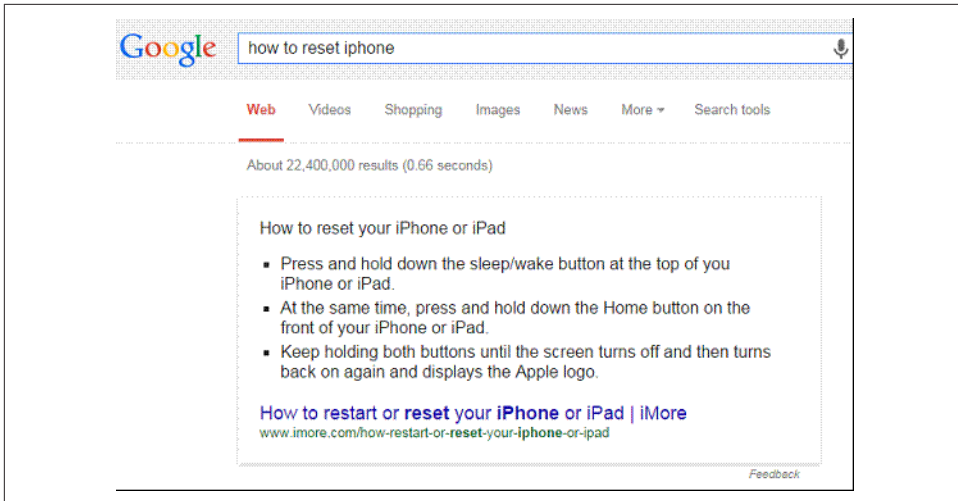 Google
how to reset iphone
Web Videos Shopping Images News More Search tools
About 22,400,000 results (0.66 seconds)
How to reset your iPhone or iPad
▪ Press and hold down the sleep/wake button at the top of you
iPhone or iPad.
▪ At the same time, press and hold down the Home button on the
front of your iPhone or iPad.
▪ Keep holding both buttons until the screen turns off and then turns
back on again and displays the Apple logo.
How to restart or reset your iPhone or iPad | iMore
www.imore.com/how-restart-or-reset-your-iphone-or-ipad
Feedback